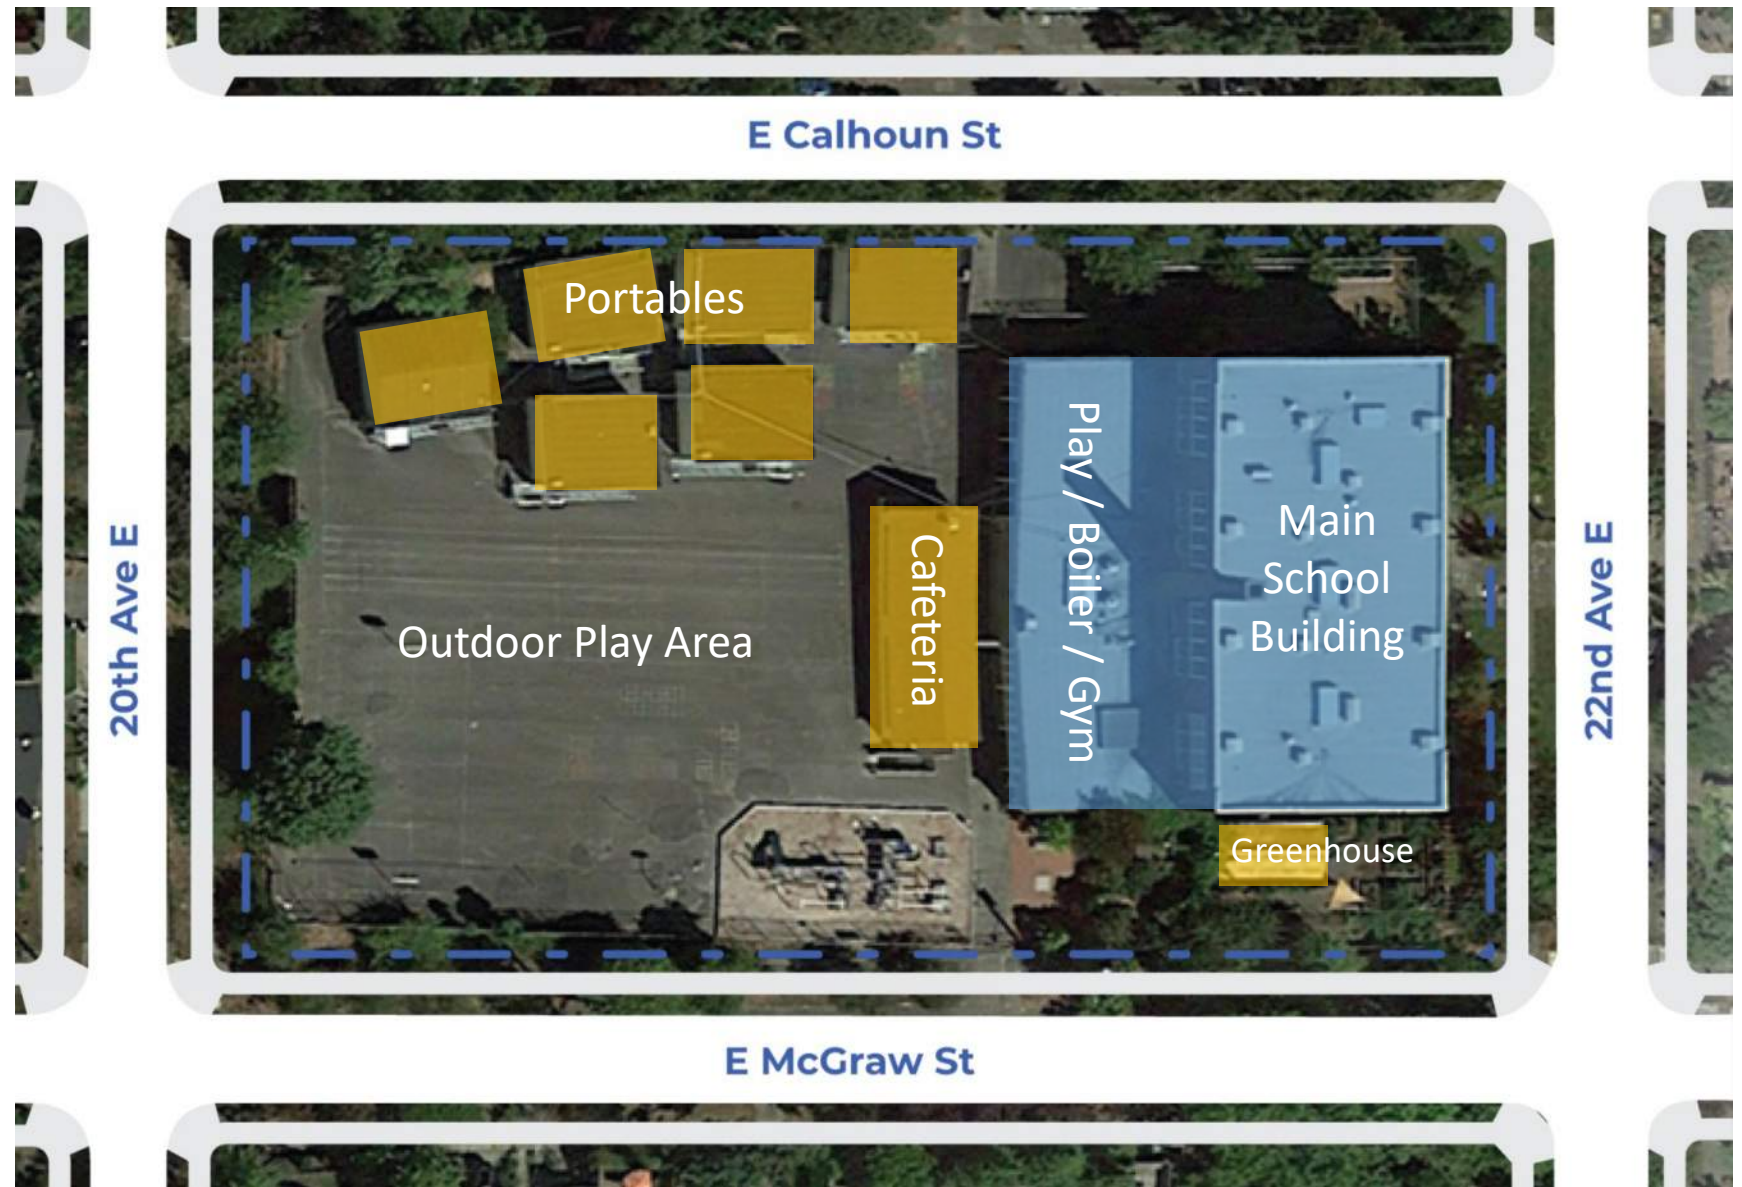 E Calhoun St
Portables
Play / Boiler / Gym
Main
School
Building
Cafeteria
Outdoor Play Area
20th Ave E
22nd Ave E
Greenhouse
E McGraw St